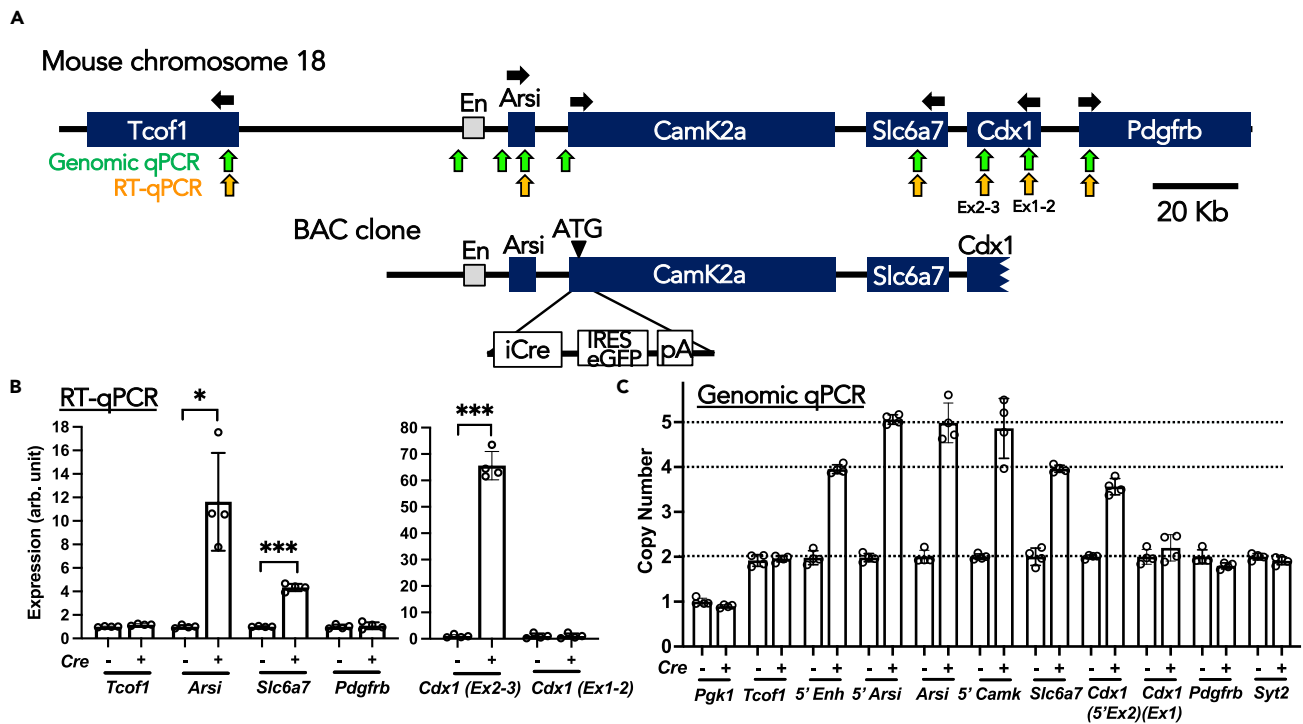 A
Mouse chromosome 18
En Arsi
Tcof1 CamK2a Slc6a7 Cdx1 Pdgfrb
Genomic qPCR
RT-qPCR
Ex2-3 Ex1-2
20 Kb
BAC clone
En Arsi ATG Cdx1
CamK2a Slc6a7
iCre IRES eGFP pA
B
RT-qPCR
Expression (arb. unit)
18
16
14
12
10
8
6
4
2
0
*
***
Cre - + - + - + - +
Tcof1 Arsi Slc6a7 Pdgfrb
80
70
60
50
40
30
20
10
0
***
- + - +
Cdx1 (Ex2-3) Cdx1 (Ex1-2)
C
Genomic qPCR
Copy Number
5
4
3
2
1
0
Cre - + - + - + - + - + - + - + - + - + - + - +
Pgk1 Tcof1 5' Enh 5' Arsi Arsi 5' Camk Slc6a7 Cdx1 Cdx1 Pdgfrb Syt2
(5'Ex2) (Ex1)